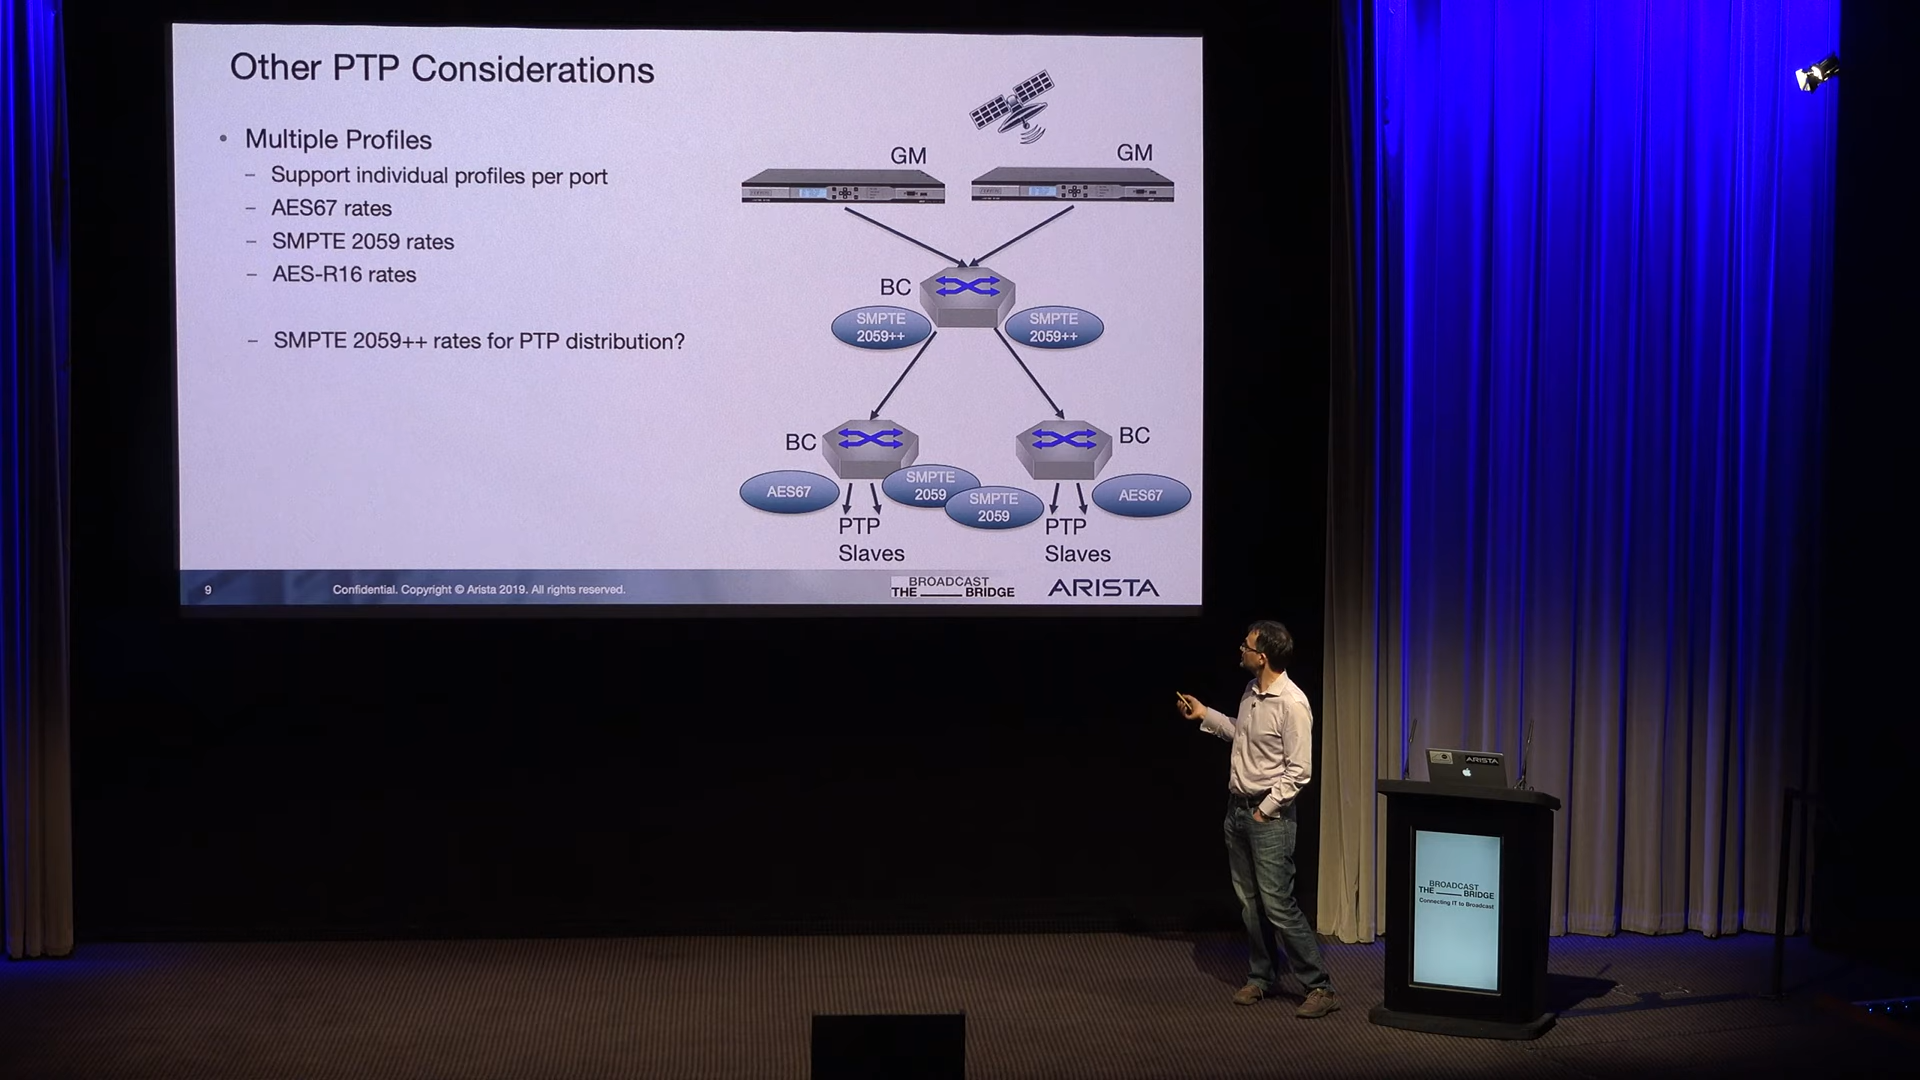 Other PTP Considerations
• Multiple Profiles
– Support individual profiles per port
– AES67 rates
– SMPTE 2059 rates
– AES-R16 rates
– SMPTE 2059++ rates for PTP distribution?
GM
GM
BC
SMPTE
2059++
SMPTE
2059++
BC
BC
AES67
SMPTE
2059
SMPTE
2059
AES67
PTP
Slaves
PTP
Slaves
9
Confidential. Copyright © Arista 2019. All rights reserved.
BROADCAST
THE ____ BRIDGE
ARISTA
ARISTA
BROADCAST
THE ____ BRIDGE
Connecting IT to Broadcast